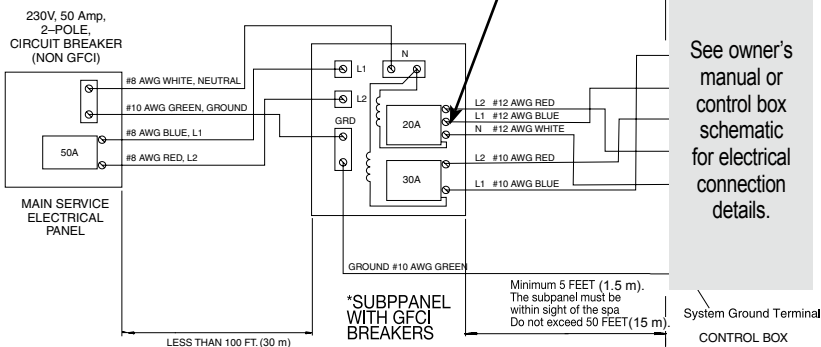 230V, 50 Amp,
2–POLE,
CIRCUIT BREAKER
(NON GFCI)
#8 AWG WHITE, NEUTRAL
#10 AWG GREEN, GROUND
#8 AWG BLUE, L1
#8 AWG RED, L2
50A
MAIN SERVICE
ELECTRICAL
PANEL
LESS THAN 100 FT. (30 m)
N
L1
L2
GRD
20A
30A
L2 #12 AWG RED
L1 #12 AWG BLUE
N #12 AWG WHITE
L2 #10 AWG RED
L1 #10 AWG BLUE
GROUND #10 AWG GREEN
*SUBPPANEL
WITH GFCI
BREAKERS
Minimum 5 FEET (1.5 m).
The subpanel must be
within sight of the spa
Do not exceed 50 FEET(15 m).
See owner's
manual or
control box
schematic
for electrical
connection
details.
System Ground Terminal
CONTROL BOX